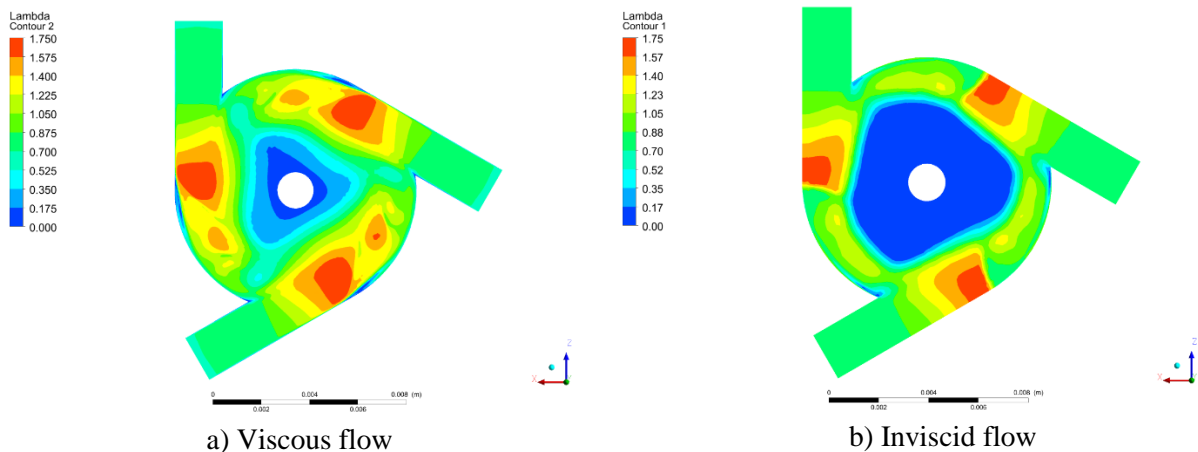 Lambda
Contour 2
1.750
1.575
1.400
1.225
1.050
0.875
0.700
0.525
0.350
0.175
0.000
Z
X
0 0.004 0.008 (m)
0.002 0.006
a) Viscous flow
Lambda
Contour 1
1.75
1.57
1.40
1.23
1.05
0.88
0.70
0.52
0.35
0.17
0.00
Z
X
0 0.004 0.008 (m)
0.002 0.006
b) Inviscid flow